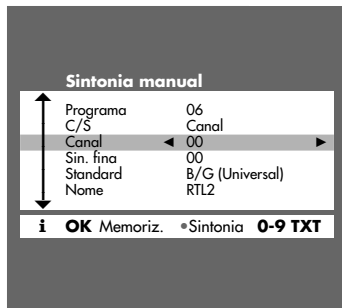 Sintonia manual
Programa 06
C/S Canal
Canal ◄ 00 ►
Sin. fina 00
Standard B/G (Universal)
Nome RTL2
i OK Memoriz. •Sintonia 0-9 TXT